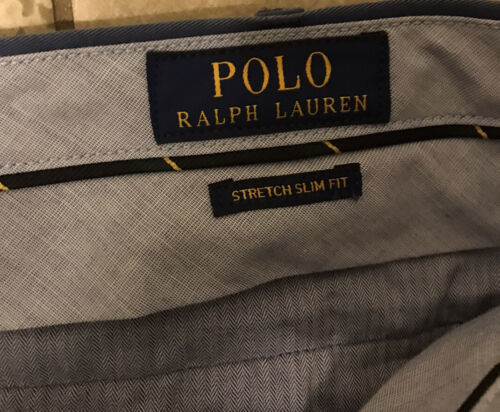 POLO
RALPH LAUREN
STRETCH SLIM FIT